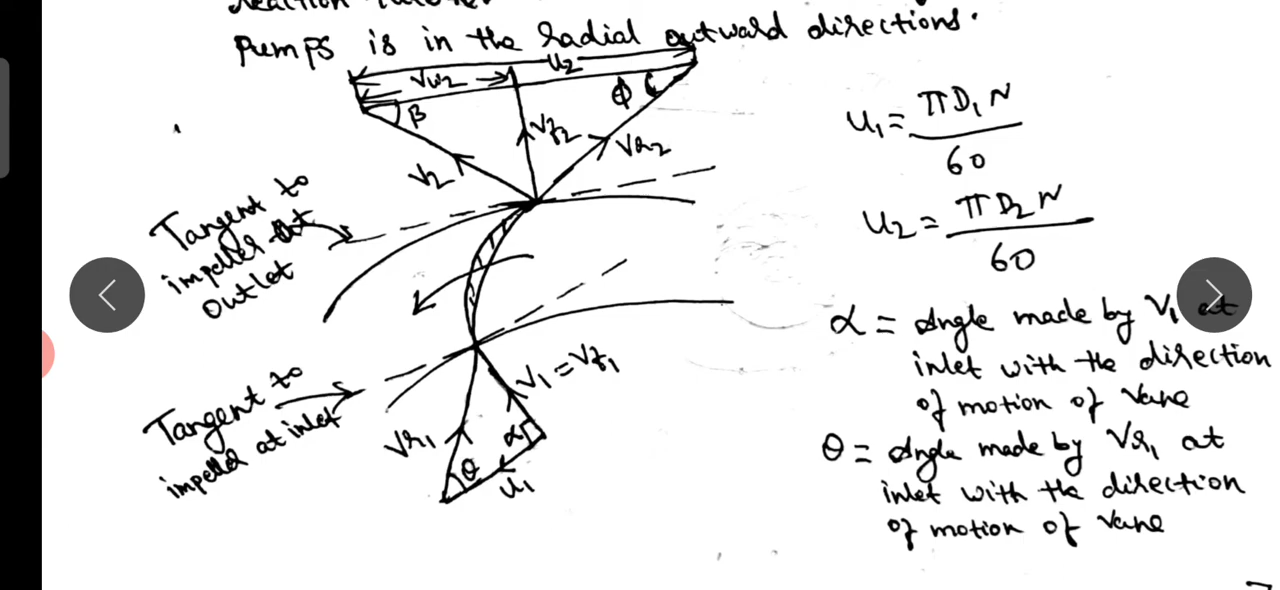 Reaction
Pumps is in the radial outward directions.
u2
Vw2
β
ϕ
Vf2
V2
Vr2
Tangent to
impeller at
outlet
Tangent to
impeller at inlet
V1 = Vf1
Vr1
α
θ
u1
u1 = πD1N
60
u2 = πD2N
60
α = Angle made by V1 at
inlet with the direction
of motion of vane
θ = Angle made by Vr1 at
inlet with the direction
of motion of vane